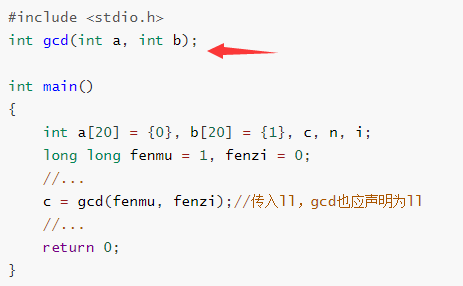 #include <stdio.h>
int gcd(int a, int b);
int main()
{
int a[20] = {0}, b[20] = {1}, c, n, i;
long long fenmu = 1, fenzi = 0;
//...
c = gcd(fenmu, fenzi);//传入ll，gcd也应声明为ll
//...
return 0;
}